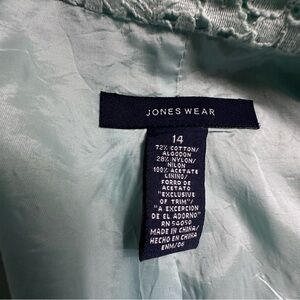 JONES WEAR
14
72% COTTON/
ALGODON
28% NYLON/
NILON
100% ACETATE
LINING/
FORRO DE
ACETATO
"EXCLUSIVE
OF TRIM"/
"A EXCEPCION
DE EL ADORNO"
RN 54050
MADE IN CHINA/
HECHO EN CHINA
ENM/06